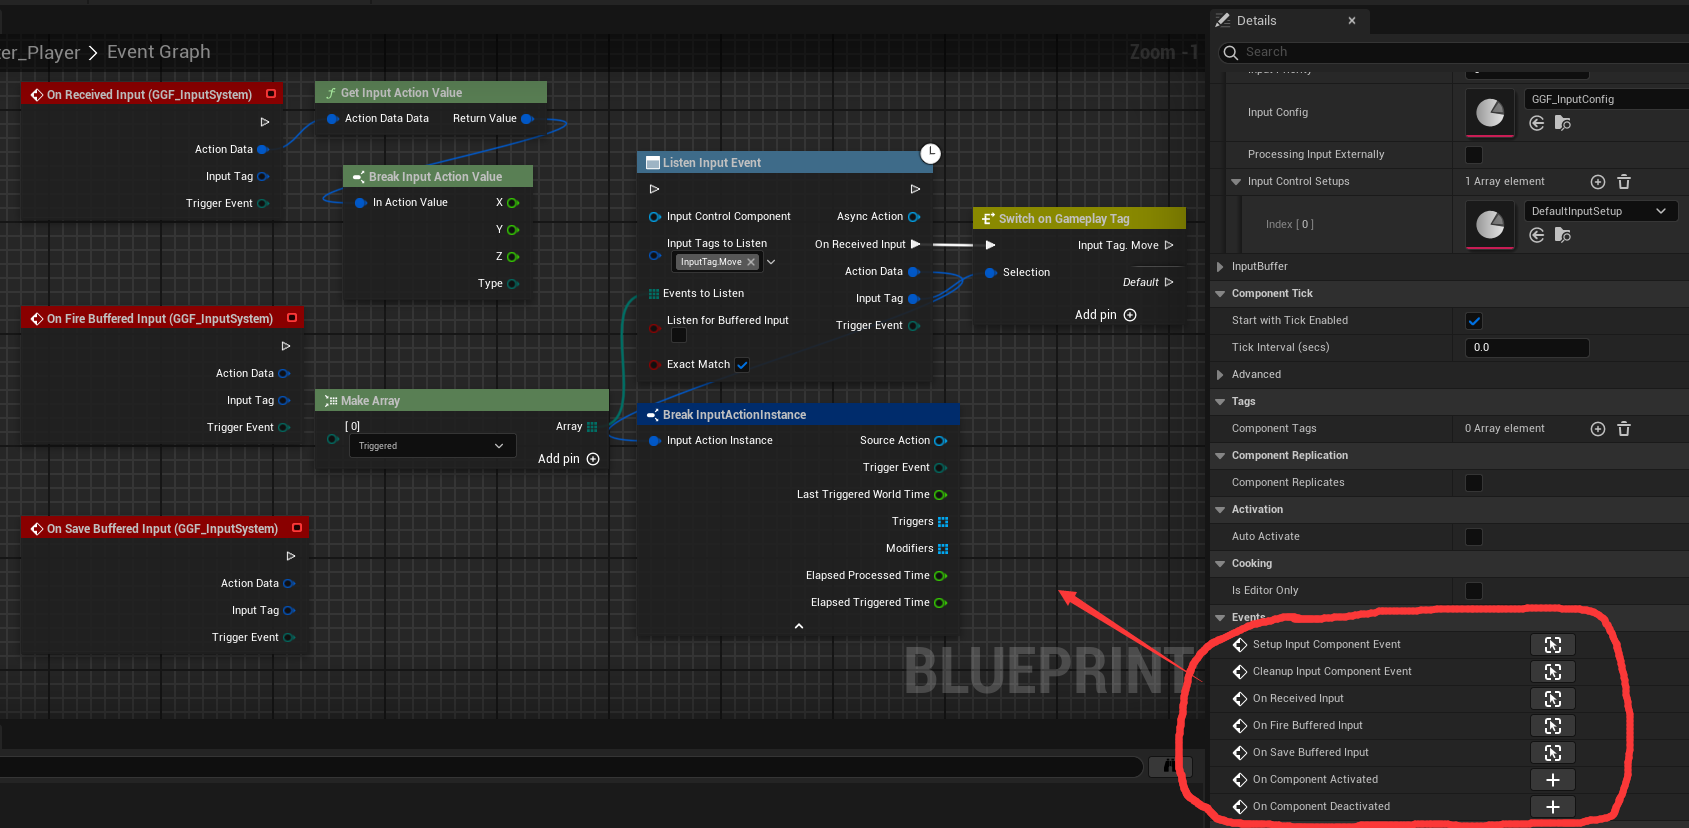 ter_Player > Event Graph
Zoom -1
On Received Input (GGF_InputSystem)
Action Data
Input Tag
Trigger Event
Get Input Action Value
Action Data Data
Return Value
Break Input Action Value
In Action Value
X
Y
Z
Type
On Fire Buffered Input (GGF_InputSystem)
Action Data
Input Tag
Trigger Event
Make Array
[ 0]
Triggered
Array
Add pin
On Save Buffered Input (GGF_InputSystem)
Action Data
Input Tag
Trigger Event
Listen Input Event
Input Control Component
Async Action
Input Tags to Listen
InputTag.Move
On Received Input
Action Data
Events to Listen
Input Tag
Listen for Buffered Input
Trigger Event
Exact Match
Switch on Gameplay Tag
Input Tag. Move
Selection
Default
Add pin
Break InputActionInstance
Input Action Instance
Source Action
Trigger Event
Last Triggered World Time
Triggers
Modifiers
Elapsed Processed Time
Elapsed Triggered Time
BLUEPRINT
Details
Search
Input Priority
Input Config
GGF_InputConfig
Processing Input Externally
Input Control Setups
1 Array element
Index [ 0 ]
DefaultInputSetup
InputBuffer
Component Tick
Start with Tick Enabled
Tick Interval (secs)
0.0
Advanced
Tags
Component Tags
0 Array element
Component Replication
Component Replicates
Activation
Auto Activate
Cooking
Is Editor Only
Events
Setup Input Component Event
Cleanup Input Component Event
On Received Input
On Fire Buffered Input
On Save Buffered Input
On Component Activated
On Component Deactivated